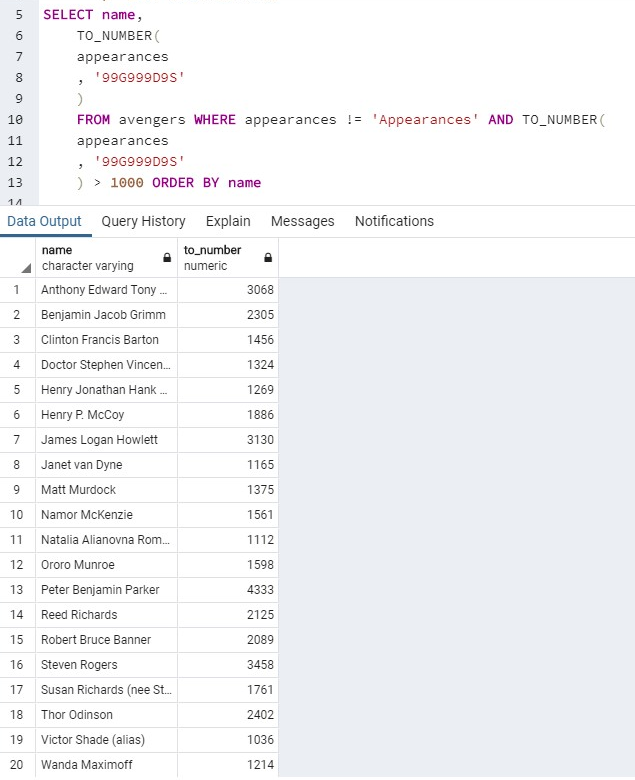 5 SELECT name,
6 TO_NUMBER(
7 appearances
8 , '99G999D9S'
9 )
10 FROM avengers WHERE appearances != 'Appearances' AND TO_NUMBER(
11 appearances
12 , '99G999D9S'
13 ) > 1000 ORDER BY name
14
Data Output Query History Explain Messages Notifications
name to_number
character varying numeric
1 Anthony Edward Tony ... 3068
2 Benjamin Jacob Grimm 2305
3 Clinton Francis Barton 1456
4 Doctor Stephen Vincen... 1324
5 Henry Jonathan Hank ... 1269
6 Henry P. McCoy 1886
7 James Logan Howlett 3130
8 Janet van Dyne 1165
9 Matt Murdock 1375
10 Namor McKenzie 1561
11 Natalia Alianovna Rom... 1112
12 Ororo Munroe 1598
13 Peter Benjamin Parker 4333
14 Reed Richards 2125
15 Robert Bruce Banner 2089
16 Steven Rogers 3458
17 Susan Richards (nee St... 1761
18 Thor Odinson 2402
19 Victor Shade (alias) 1036
20 Wanda Maximoff 1214